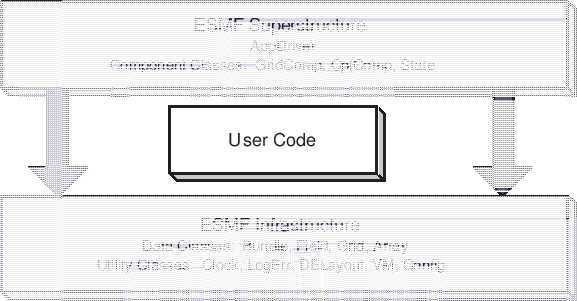 ESMF Superstructure
AppDriver
Component Classes: GridComp, CplComp, State
User Code
ESMF Infrastructure
Data Classes: Bundle, Field, Grid, Array
Utility Classes: Clock, LogErr, DELayout, VM, Config